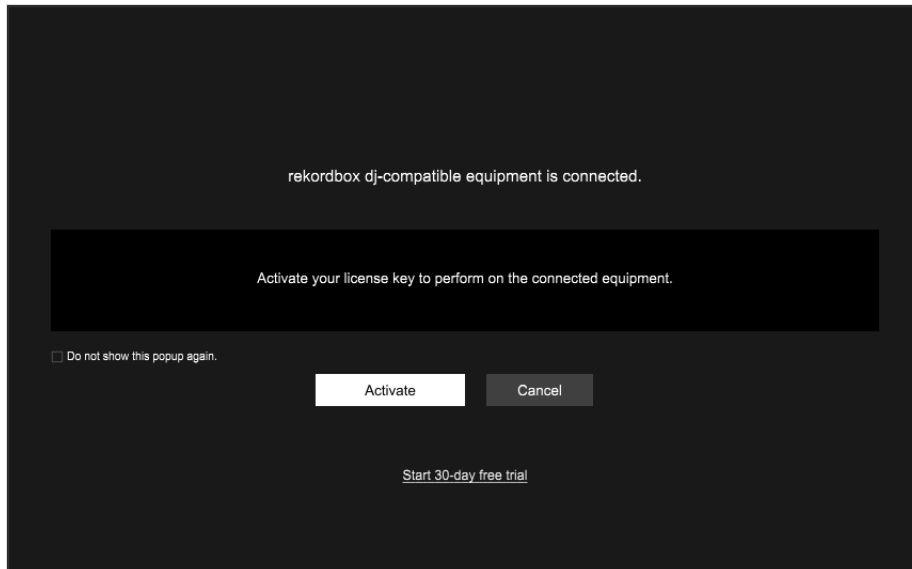 rekordbox dj-compatible equipment is connected.
Activate your license key to perform on the connected equipment.
Do not show this popup again.
Activate
Cancel
Start 30-day free trial